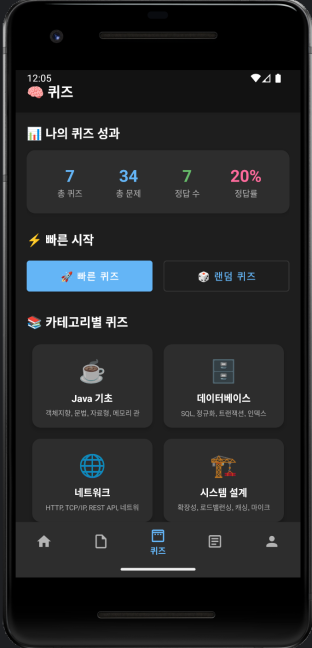 12:05
🧠 퀴즈
📊 나의 퀴즈 성과
7 34 7 20%
총 퀴즈 총 문제 정답 수 정답률
⚡ 빠른 시작
🚀 빠른 퀴즈 🎲 랜덤 퀴즈
📚 카테고리별 퀴즈
Java 기초 데이터베이스
객체지향, 문법, 자료형, 메모리 관 SQL, 정규화, 트랜잭션, 인덱스
네트워크 시스템 설계
HTTP, TCP/IP, REST API, 네트워 확장성, 로드밸런싱, 캐싱, 마이크
퀴즈